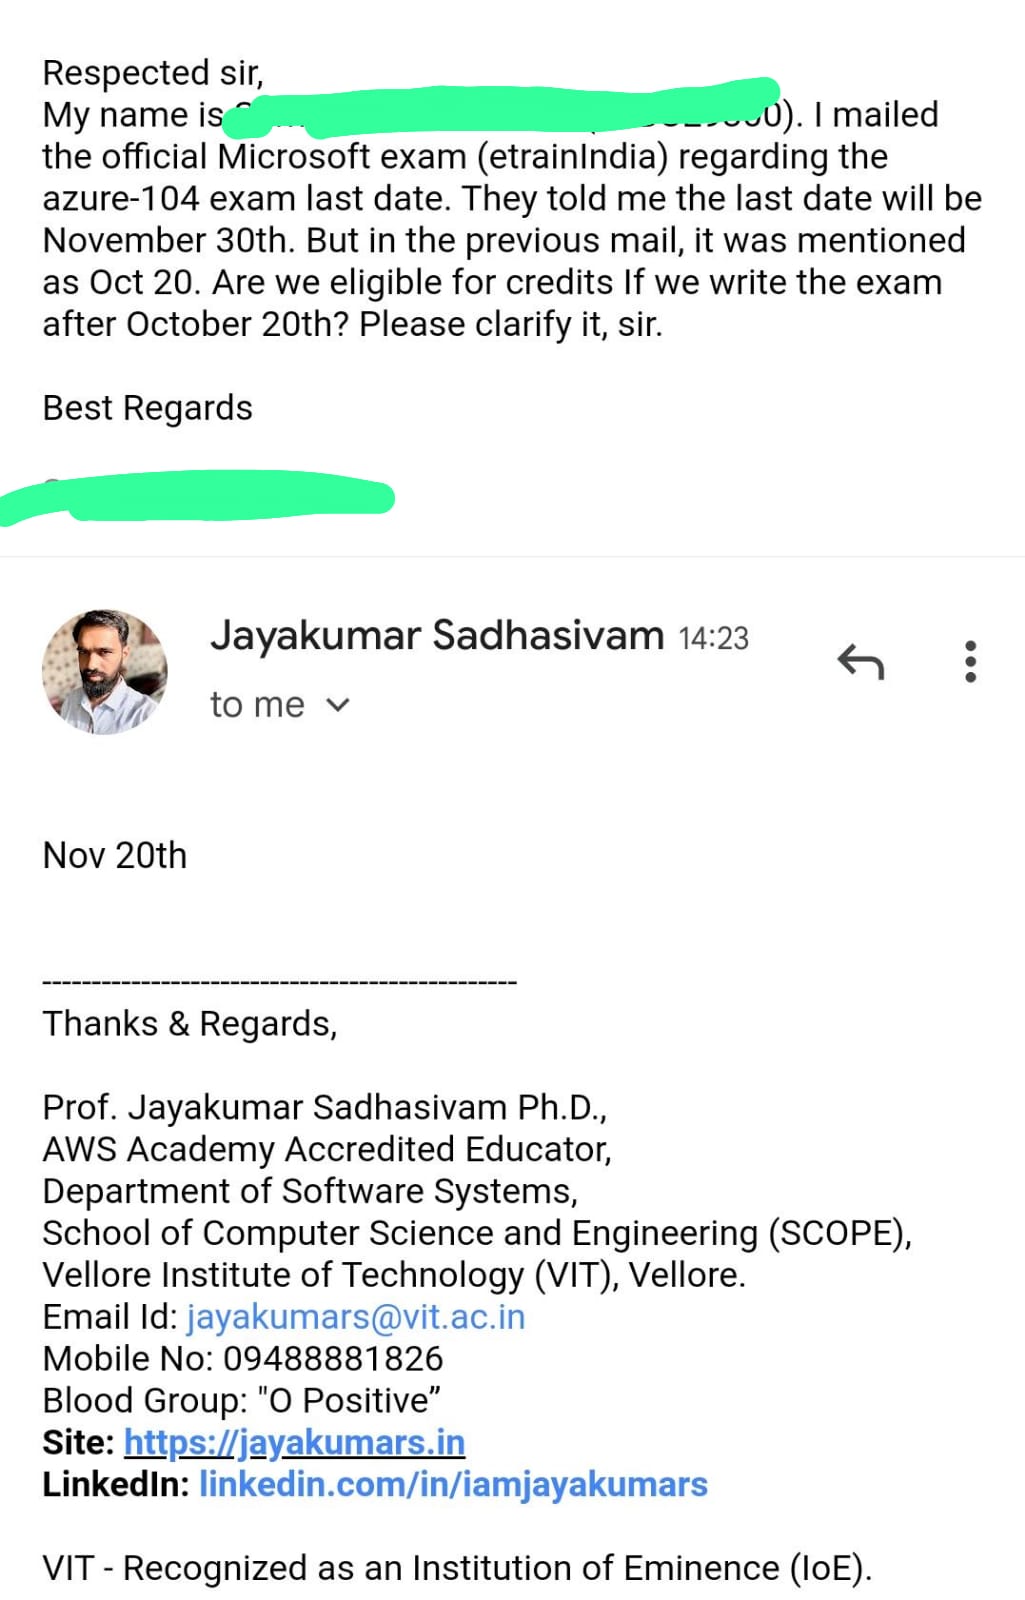 Respected sir,
My name is 0). I mailed
the official Microsoft exam (etrainIndia) regarding the
azure-104 exam last date. They told me the last date will be
November 30th. But in the previous mail, it was mentioned
as Oct 20. Are we eligible for credits If we write the exam
after October 20th? Please clarify it, sir.
Best Regards
Jayakumar Sadhasivam 14:23
to me
Nov 20th
-------------------------------------------------
Thanks & Regards,
Prof. Jayakumar Sadhasivam Ph.D.,
AWS Academy Accredited Educator,
Department of Software Systems,
School of Computer Science and Engineering (SCOPE),
Vellore Institute of Technology (VIT), Vellore.
Email Id: jayakumars@vit.ac.in
Mobile No: 09488881826
Blood Group: "O Positive”
Site: https://jayakumars.in
LinkedIn: linkedin.com/in/iamjayakumars
VIT - Recognized as an Institution of Eminence (IoE).